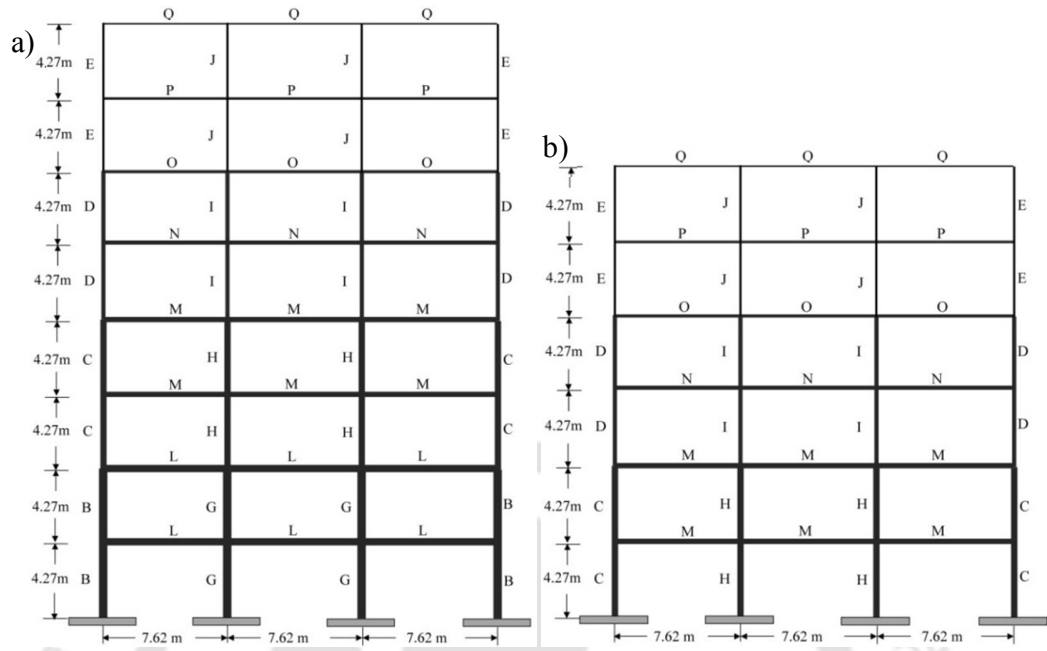 a)
Q Q Q
4.27m E J J E
P P P
4.27m E J J E
O O O
4.27m D I I D
N N N
4.27m D I I D
M M M
4.27m C H H C
M M M
4.27m C H H C
L L L
4.27m B G G B
L L L
4.27m B G G B
7.62 m 7.62 m 7.62 m
b)
Q Q Q
4.27m E J J E
P P P
4.27m E J J E
O O O
4.27m D I I D
N N N
4.27m D I I D
M M M
4.27m C H H C
M M M
4.27m C H H C
7.62 m 7.62 m 7.62 m